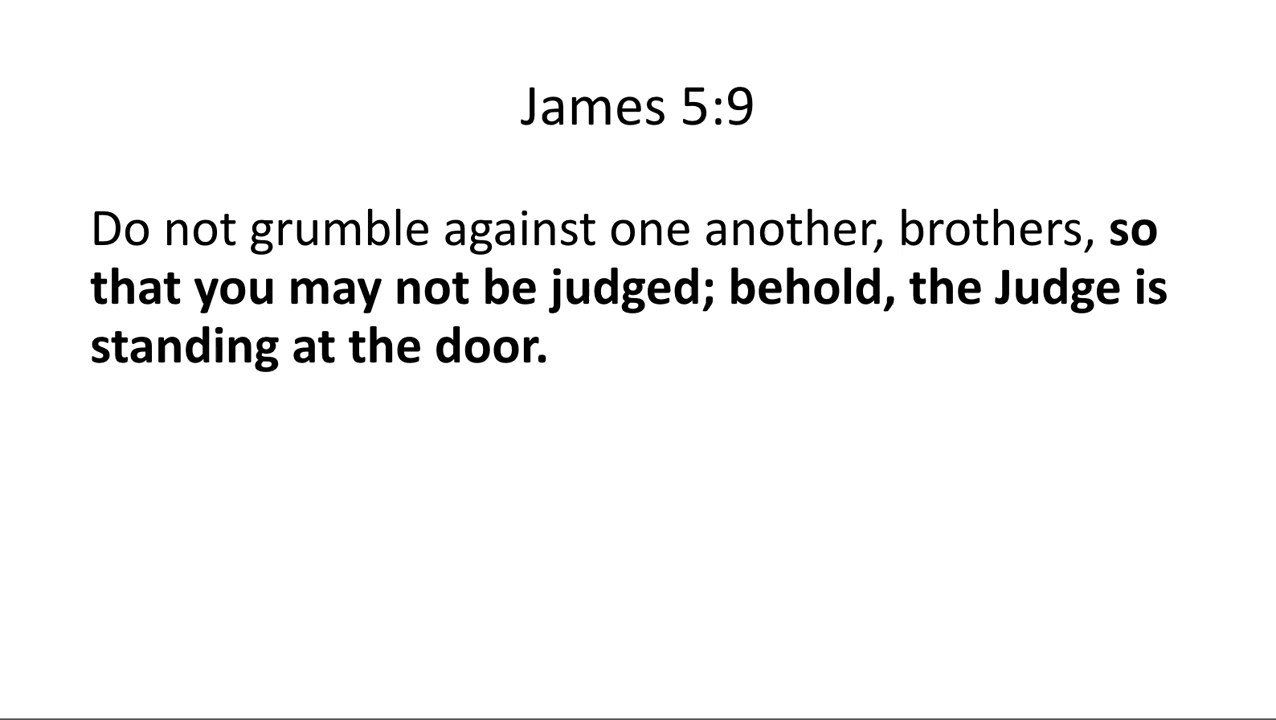 James 5:9
Do not grumble against one another, brothers, so
that you may not be judged; behold, the Judge is
standing at the door.